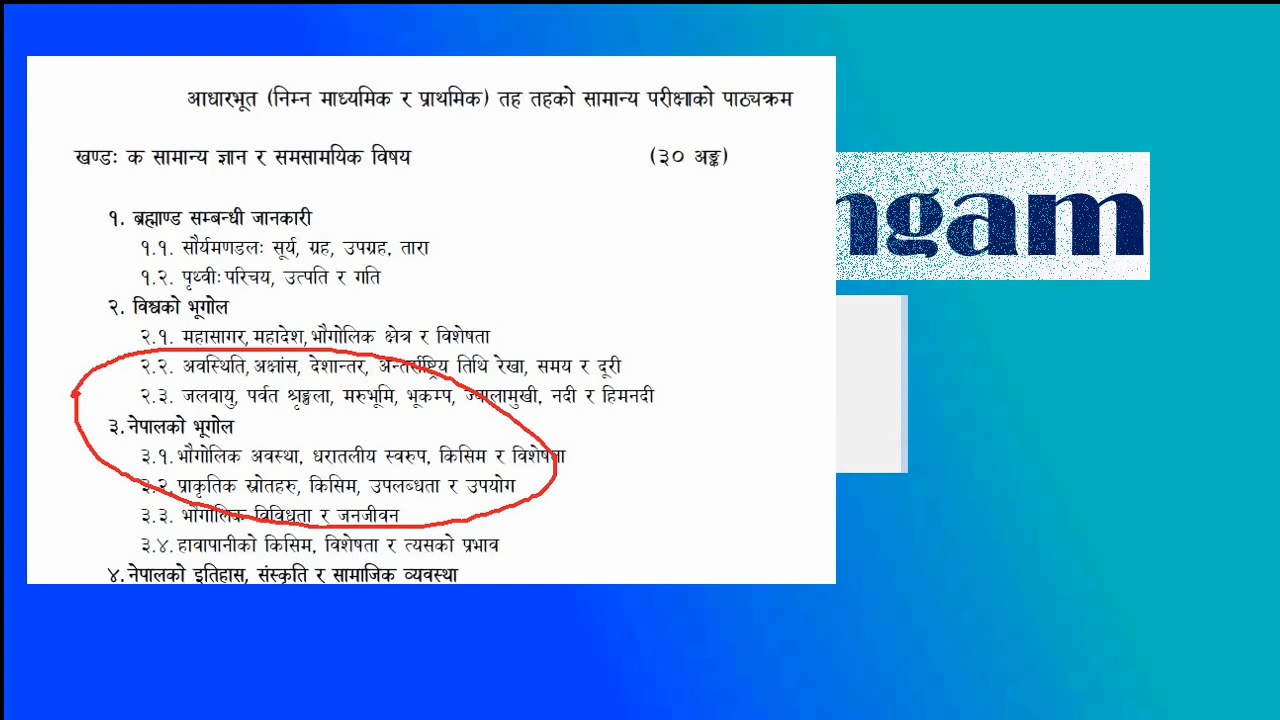 आधारभूत (निम्न माध्यमिक र प्राथमिक) तह तहको सामान्य परीक्षाको पाठ्यक्रम
खण्डः क सामान्य ज्ञान र समसामयिक विषय (३० अङ्क)
१. ब्रह्माण्ड सम्बन्धी जानकारी
१.१. सौर्यमणडलः सूर्य, ग्रह, उपग्रह, तारा
१.२. पृथ्वीः परिचय, उत्पति र गति
२. विश्वको भूगोल
२.१. महासागर, महादेश, भौगोलिक क्षेत्र र विशेषता
२.२. अवस्थिति, अक्षांस, देशान्तर, अन्तर्राष्ट्रिय तिथि रेखा, समय र दूरी
२.३. जलवायु, पर्वत श्रृङ्खला, मरुभूमि, भूकम्प, ज्वालामुखी, नदी र हिमनदी
३. नेपालको भूगोल
३.१. भौगोलिक अवस्था, धरातलीय स्वरुप, किसिम र विशेषता
३.२. प्राकृतिक स्रोतहरु, किसिम, उपलब्धता र उपयोग
३.३. भौगोलिक विविधता र जनजीवन
३.४. हावापानीको किसिम, विशेषता र त्यसको प्रभाव
४. नेपालको इतिहास, संस्कृति र सामाजिक व्यवस्था
ngam